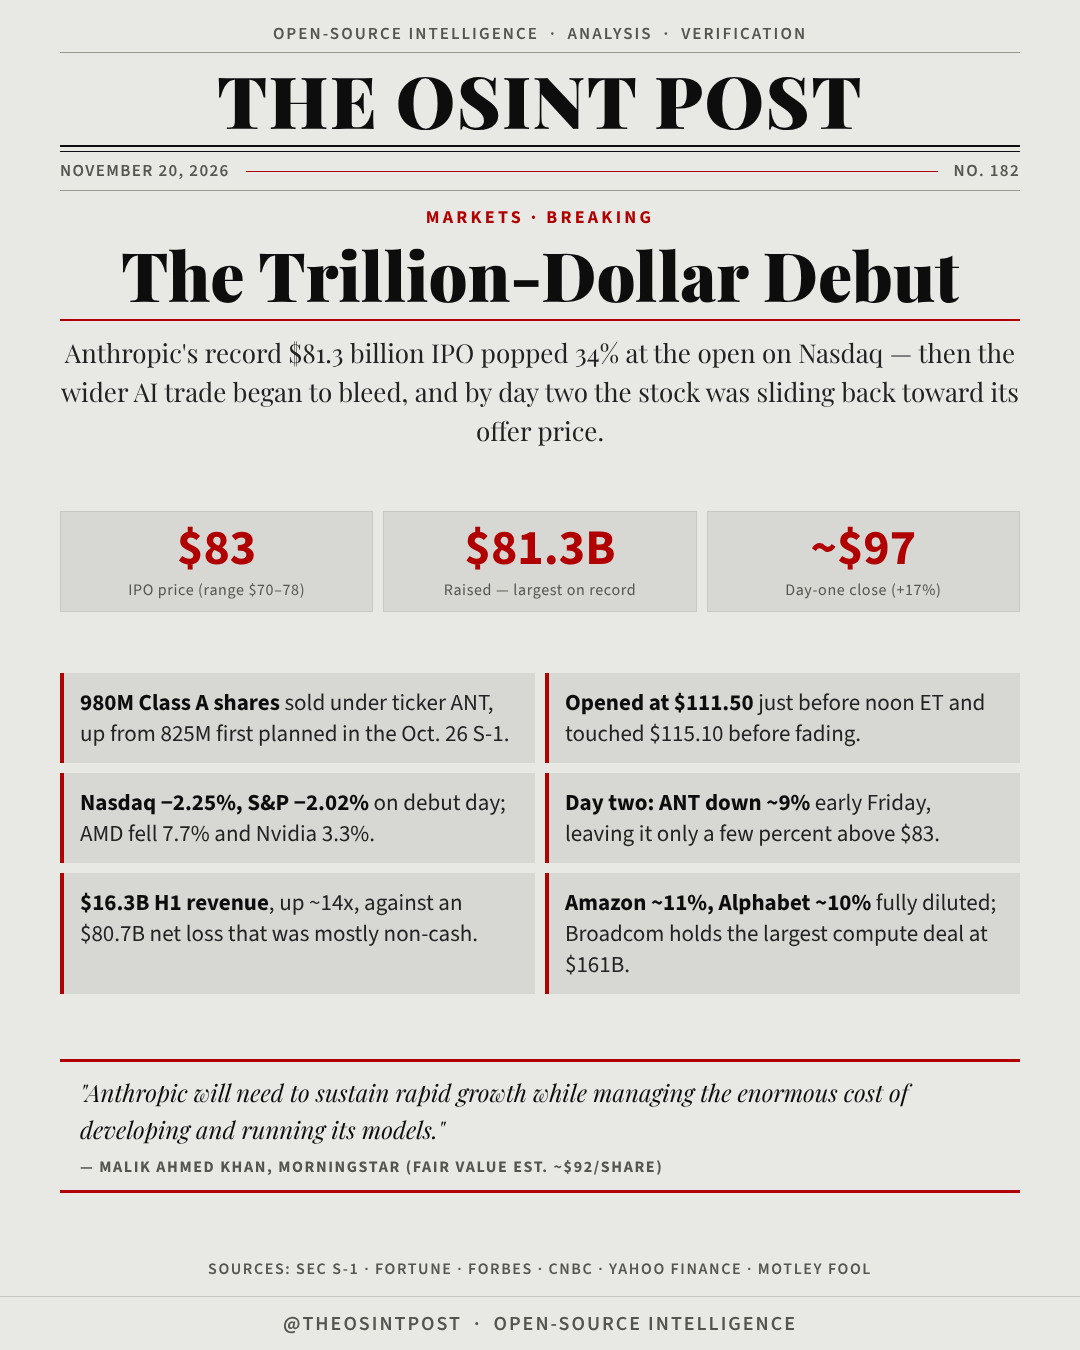 OPEN-SOURCE INTELLIGENCE · ANALYSIS · VERIFICATION
THE OSINT POST
NOVEMBER 20, 2026
NO. 182
MARKETS · BREAKING
The Trillion-Dollar Debut
Anthropic's record $81.3 billion IPO popped 34% at the open on Nasdaq — then the
wider AI trade began to bleed, and by day two the stock was sliding back toward its
offer price.
$83
IPO price (range $70–78)
$81.3B
Raised — largest on record
~$97
Day-one close (+17%)
980M Class A shares sold under ticker ANT,
up from 825M first planned in the Oct. 26 S-1.
Opened at $111.50 just before noon ET and
touched $115.10 before fading.
Nasdaq −2.25%, S&P −2.02% on debut day;
AMD fell 7.7% and Nvidia 3.3%.
Day two: ANT down ~9% early Friday,
leaving it only a few percent above $83.
$16.3B H1 revenue, up ~14x, against an
$80.7B net loss that was mostly non-cash.
Amazon ~11%, Alphabet ~10% fully diluted;
Broadcom holds the largest compute deal at
$161B.
"Anthropic will need to sustain rapid growth while managing the enormous cost of
developing and running its models."
— MALIK AHMED KHAN, MORNINGSTAR (FAIR VALUE EST. ~$92/SHARE)
SOURCES: SEC S-1 · FORTUNE · FORBES · CNBC · YAHOO FINANCE · MOTLEY FOOL
@THEOSINTPOST · OPEN-SOURCE INTELLIGENCE